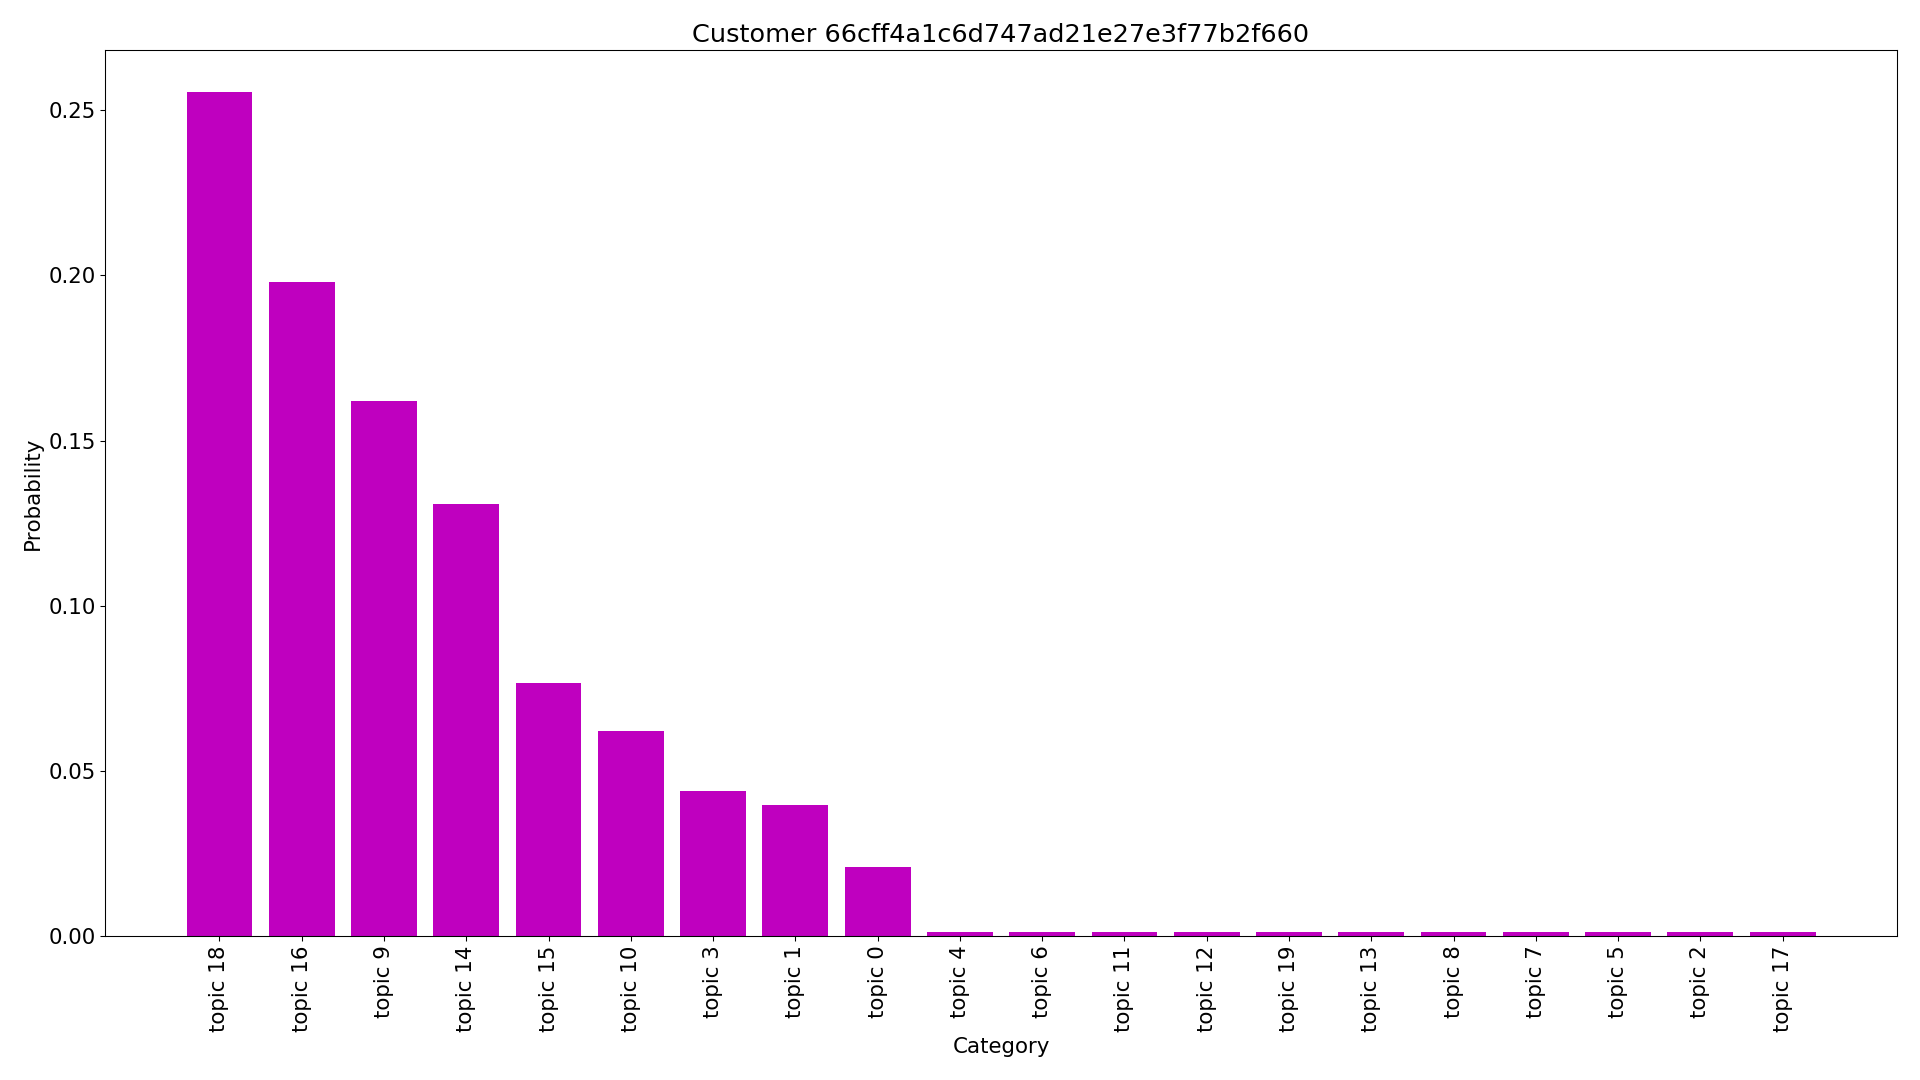 Customer 66cff4a1c6d747ad21e27e3f77b2f660
Probability
0.25
0.20
0.15
0.10
0.05
0.00
topic 18
topic 16
topic 9
topic 14
topic 15
topic 10
topic 3
topic 1
topic 0
topic 4
topic 6
topic 11
topic 12
topic 19
topic 13
topic 8
topic 7
topic 5
topic 2
topic 17
Category